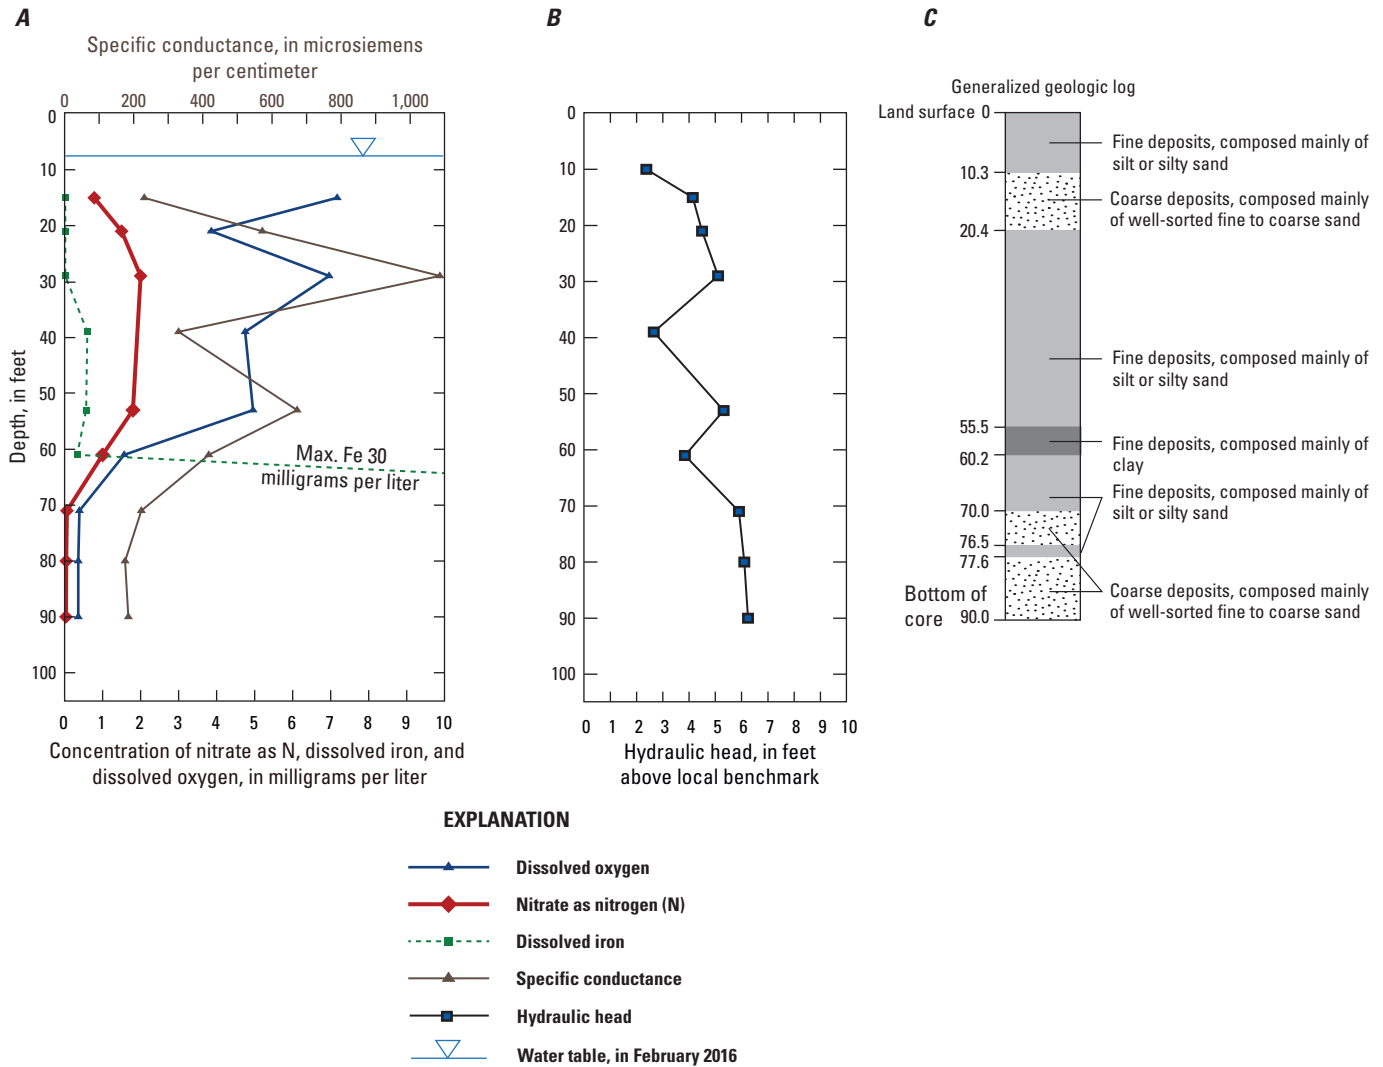 A
Specific conductance, in microsiemens
per centimeter
0 200 400 600 800 1,000
0
10
20
30
40
50
60
70
80
90
100
Depth, in feet
Max. Fe 30
milligrams per liter
0 1 2 3 4 5 6 7 8 9 10
Concentration of nitrate as N, dissolved iron, and
dissolved oxygen, in milligrams per liter
B
0
10
20
30
40
50
60
70
80
90
100
0 1 2 3 4 5 6 7 8 9 10
Hydraulic head, in feet
above local benchmark
C
Generalized geologic log
Land surface 0
10.3
20.4
55.5
60.2
70.0
76.5
77.6
Bottom of
core
90.0
Fine deposits, composed mainly of
silt or silty sand
Coarse deposits, composed mainly
of well-sorted fine to coarse sand
Fine deposits, composed mainly of
silt or silty sand
Fine deposits, composed mainly of
clay
Fine deposits, composed mainly of
silt or silty sand
Coarse deposits, composed mainly
of well-sorted fine to coarse sand
EXPLANATION
Dissolved oxygen
Nitrate as nitrogen (N)
Dissolved iron
Specific conductance
Hydraulic head
Water table, in February 2016